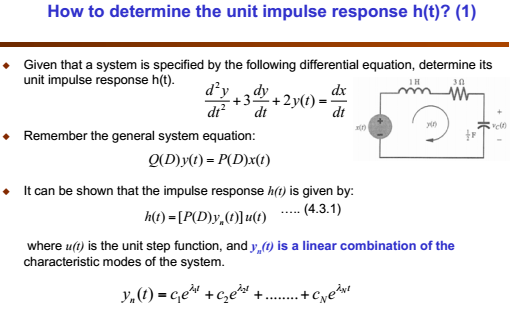 How to determine the unit impulse response h(t)? (1)
Given that a system is specified by the following differential equation, determine its
unit impulse response h(t).
d²y/dt² + 3 dy/dt + 2y(t) = dx/dt
1 H 3 Ω
x(t) + − y(t) ½ F + v_C(t) −
Remember the general system equation:
Q(D)y(t) = P(D)x(t)
It can be shown that the impulse response h(t) is given by:
h(t) = [P(D)yₙ(t)]u(t) ..... (4.3.1)
where u(t) is the unit step function, and yₙ(t) is a linear combination of the
characteristic modes of the system.
yₙ(t) = c₁e^{λ₁t} + c₂e^{λ₂t} + ........ + c_N e^{λ_N t}